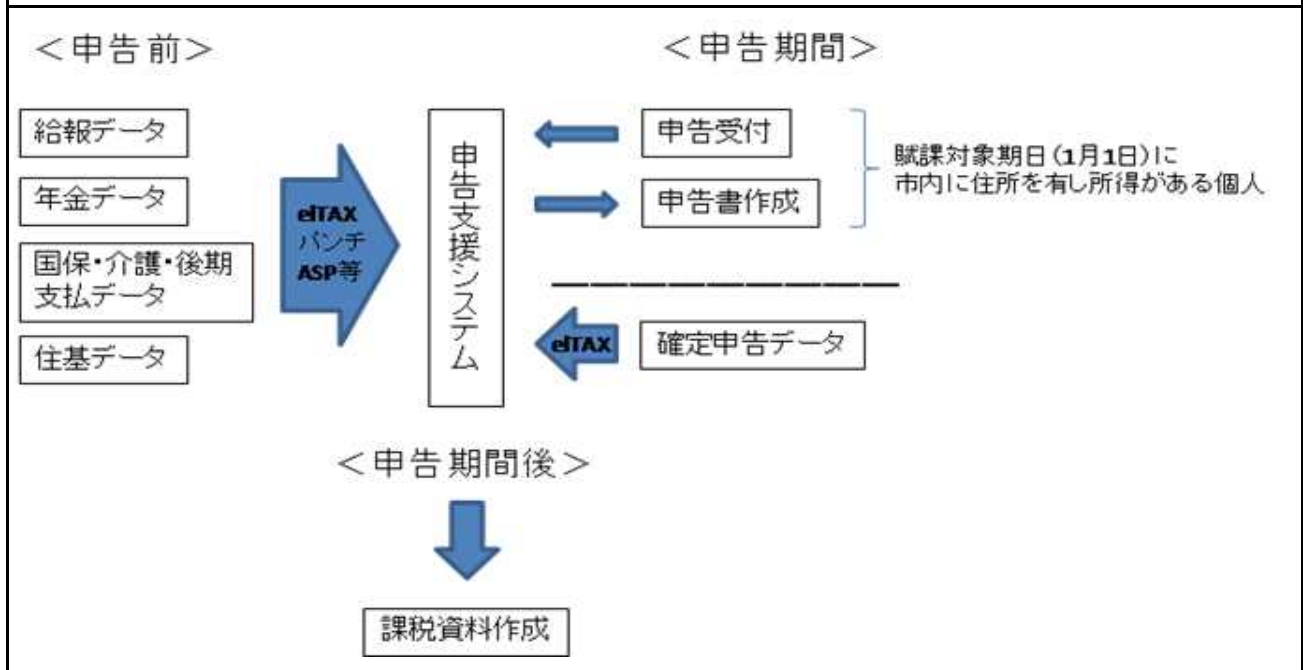 ＜申告前＞
給報データ
年金データ
国保・介護・後期
支払データ
住基データ
elTAX
パンチ
ASP等
申告支援システム
＜申告期間＞
申告受付
申告書作成
賦課対象期日（1月1日）に
市内に住所を有し所得がある個人
elTAX
確定申告データ
＜申告期間後＞
課税資料作成